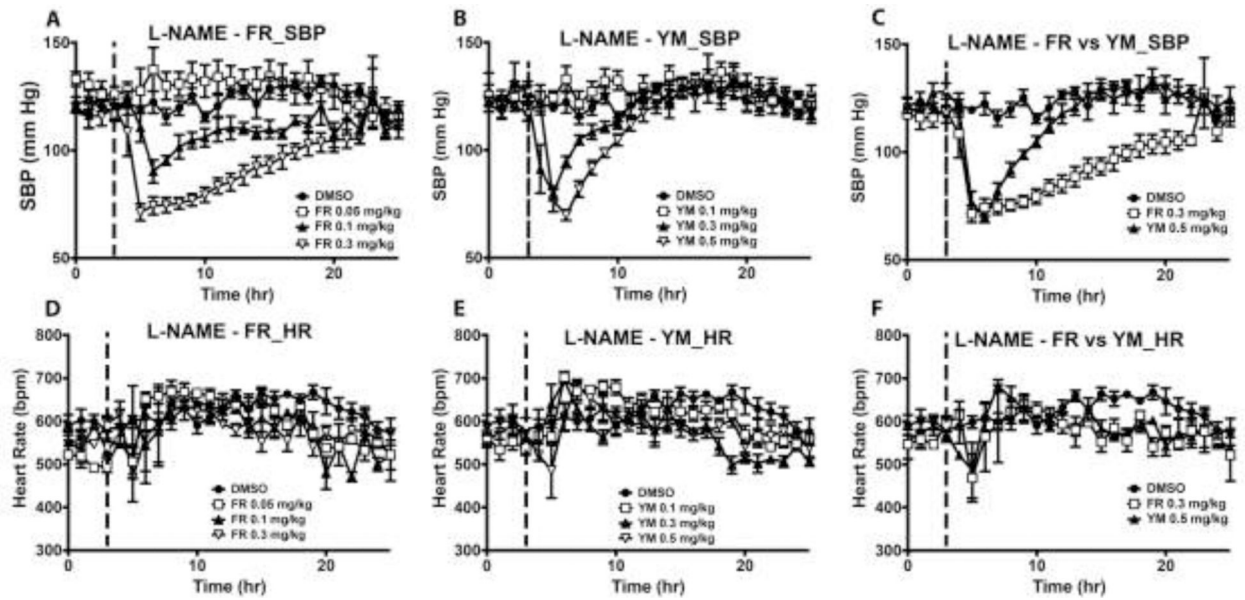 A
L-NAME - FR_SBP
150
100
50
SBP (mm Hg)
0 10 20
Time (hr)
DMSO
FR 0.05 mg/kg
FR 0.1 mg/kg
FR 0.3 mg/kg
B
L-NAME - YM_SBP
150
100
50
SBP (mm Hg)
0 10 20
Time (hr)
DMSO
YM 0.1 mg/kg
YM 0.3 mg/kg
YM 0.5 mg/kg
C
L-NAME - FR vs YM_SBP
150
100
50
SBP (mm Hg)
0 10 20
Time (hr)
DMSO
FR 0.3 mg/kg
YM 0.5 mg/kg
D
L-NAME - FR_HR
800
700
600
500
400
300
Heart Rate (bpm)
0 10 20
Time (hr)
DMSO
FR 0.05 mg/kg
FR 0.1 mg/kg
FR 0.3 mg/kg
E
L-NAME - YM_HR
800
700
600
500
400
300
Heart Rate (bpm)
0 10 20
Time (hr)
DMSO
YM 0.1 mg/kg
YM 0.3 mg/kg
YM 0.5 mg/kg
F
L-NAME - FR vs YM_HR
800
700
600
500
400
300
Heart Rate (bpm)
0 10 20
Time (hr)
DMSO
FR 0.3 mg/kg
YM 0.5 mg/kg